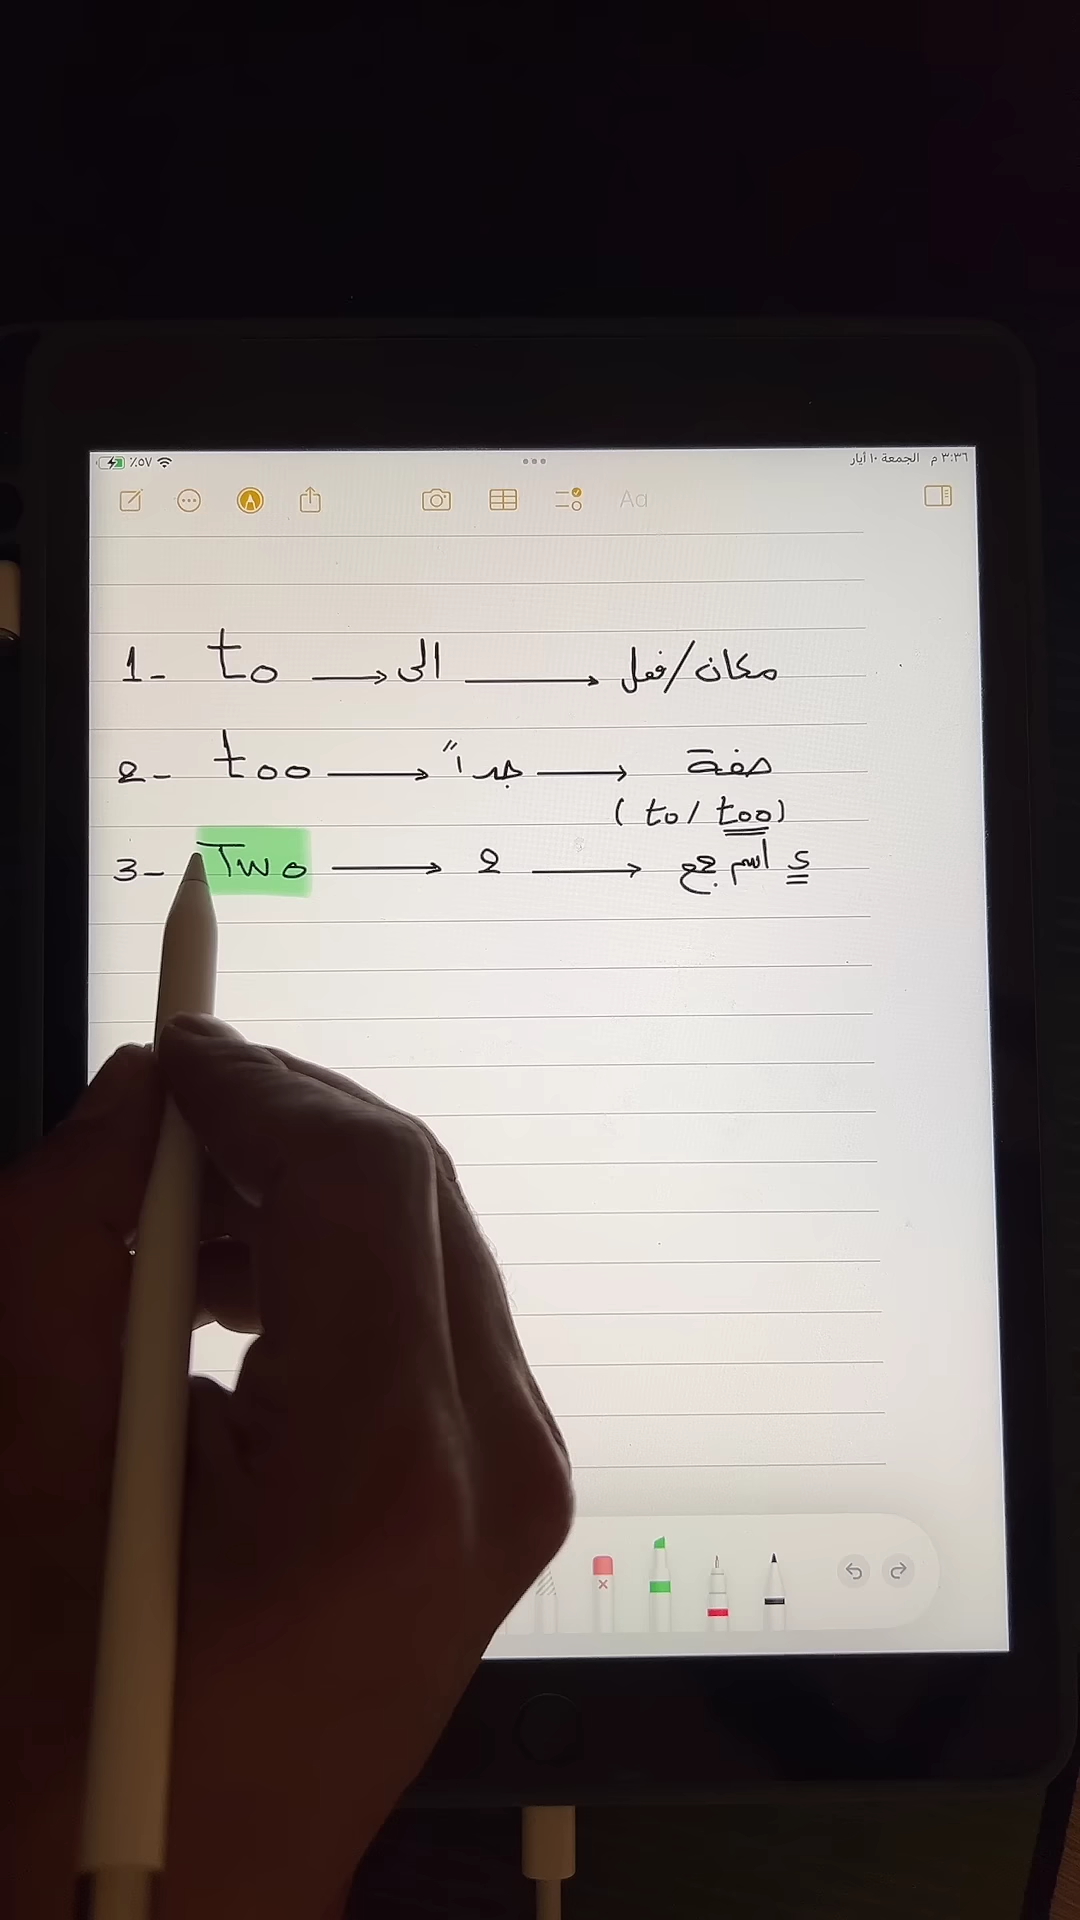 ٪٥٧ ٣:٣٦ م الجمعة ١٠ أيار
Aa
1- to → الى → مكان/فعل
2- too → جداً → صفة
(to / too)
3- Two → 2 → اسم جمع s